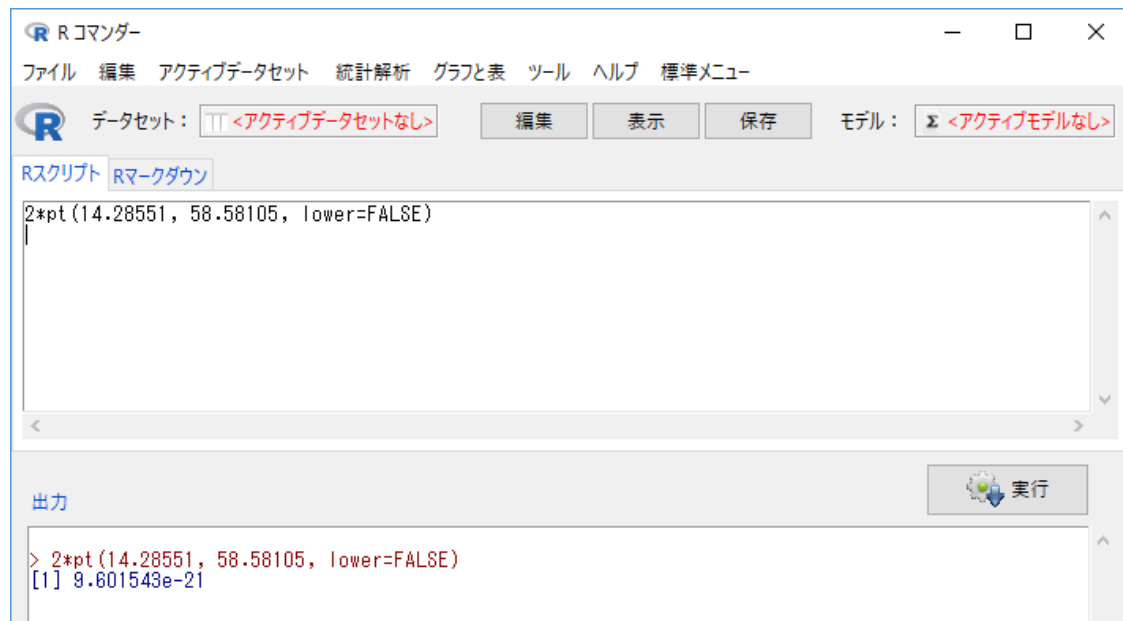 R コマンダー
ファイル 編集 アクティブデータセット 統計解析 グラフと表 ツール ヘルプ 標準メニュー
データセット： <アクティブデータセットなし> 編集 表示 保存 モデル： Σ <アクティブモデルなし>
Rスクリプト Rマークダウン
2*pt(14.28551, 58.58105, lower=FALSE)
出力
実行
> 2*pt(14.28551, 58.58105, lower=FALSE)
[1] 9.601543e-21